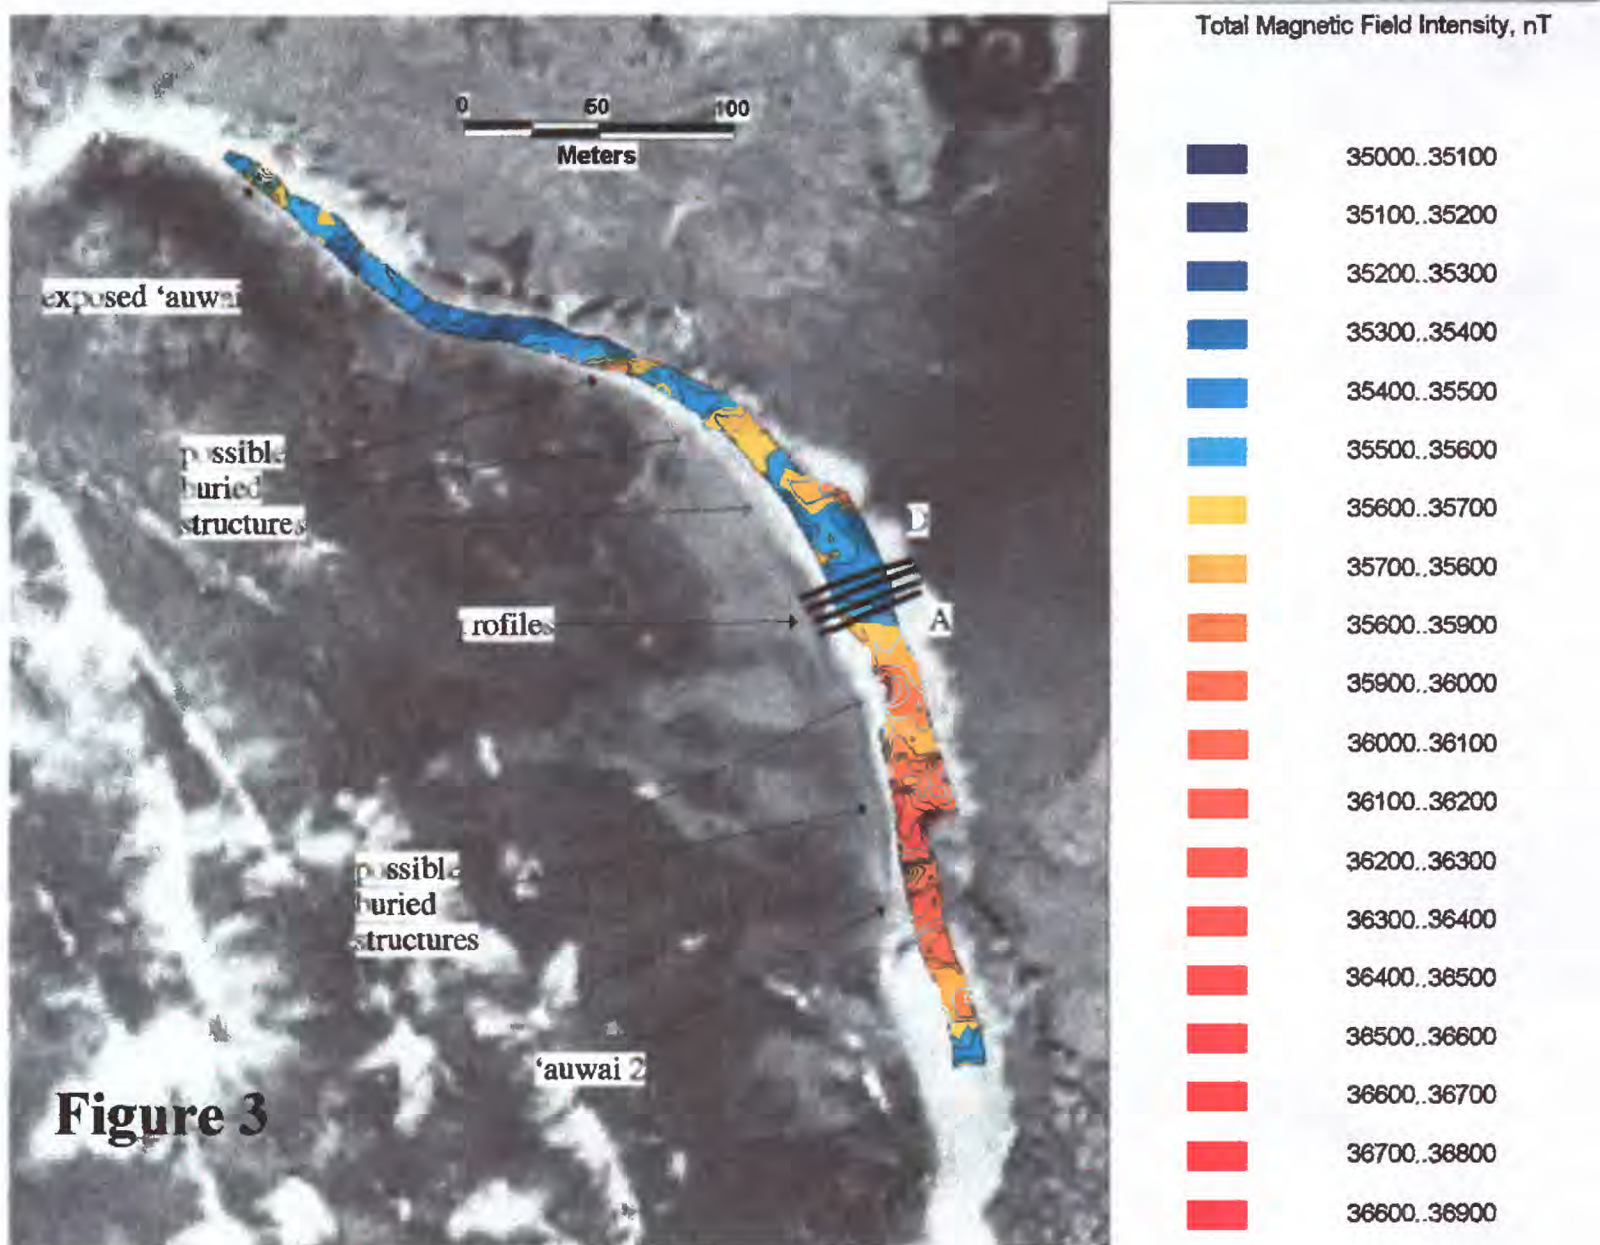 Total Magnetic Field Intensity, nT
0 50 100
Meters
exposed ‘auwai
possible
buried
structures
D
profiles
A
possible
buried
structures
‘auwai 2
Figure 3
35000..35100
35100..35200
35200..35300
35300..35400
35400..35500
35500..35600
35600..35700
35700..35600
35600..35900
35900..36000
36000..36100
36100..36200
36200..36300
36300..36400
36400..36500
36500..36600
36600..36700
36700..36800
36600..36900